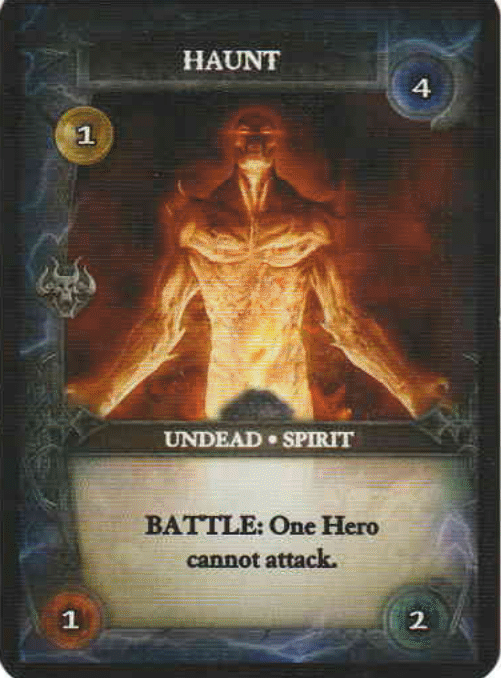 HAUNT
4
1
UNDEAD • SPIRIT
BATTLE: One Hero
cannot attack.
1
2